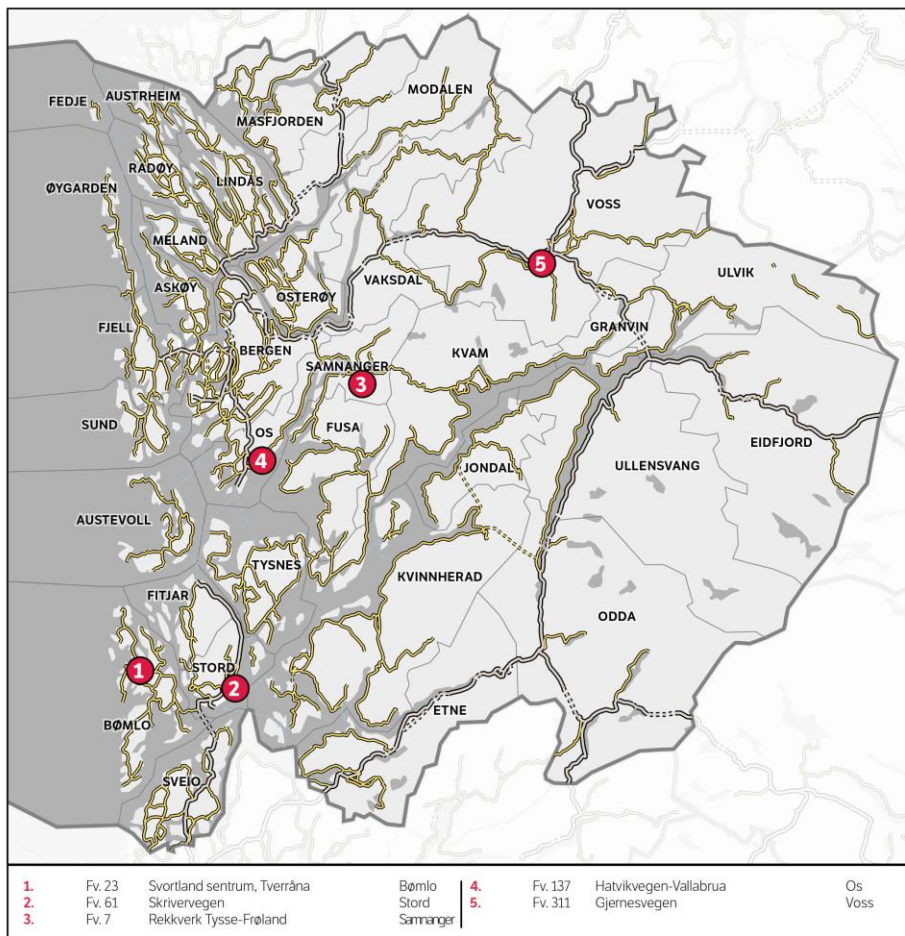 MODALEN
FEDJE
AUSTRHEIM
MASFJORDEN
RADØY
LINDÅS
ØYGARDEN
VOSS
MELAND
5
ULVIK
ASKØY
OSTERØY
VAKSDAL
FJELL
GRANVIN
BERGEN
KVAM
SAMNANGER
3
SUND
OS
FUSA
4
EIDFJORD
JONDAL
ULLENSVANG
AUSTEVOLL
TYSNES
KVINNHERAD
FITJAR
ODDA
1
STORD
2
ETNE
BØMLO
SVEIO
1. Fv. 23 Svortland sentrum, Tverråna Bømlo
2. Fv. 61 Skrivervegen Stord
3. Fv. 7 Rekkverk Tysse-Frøland Samnanger
4. Fv. 137 Hatvikvegen-Vallabrua Os
5. Fv. 311 Gjernesvegen Voss